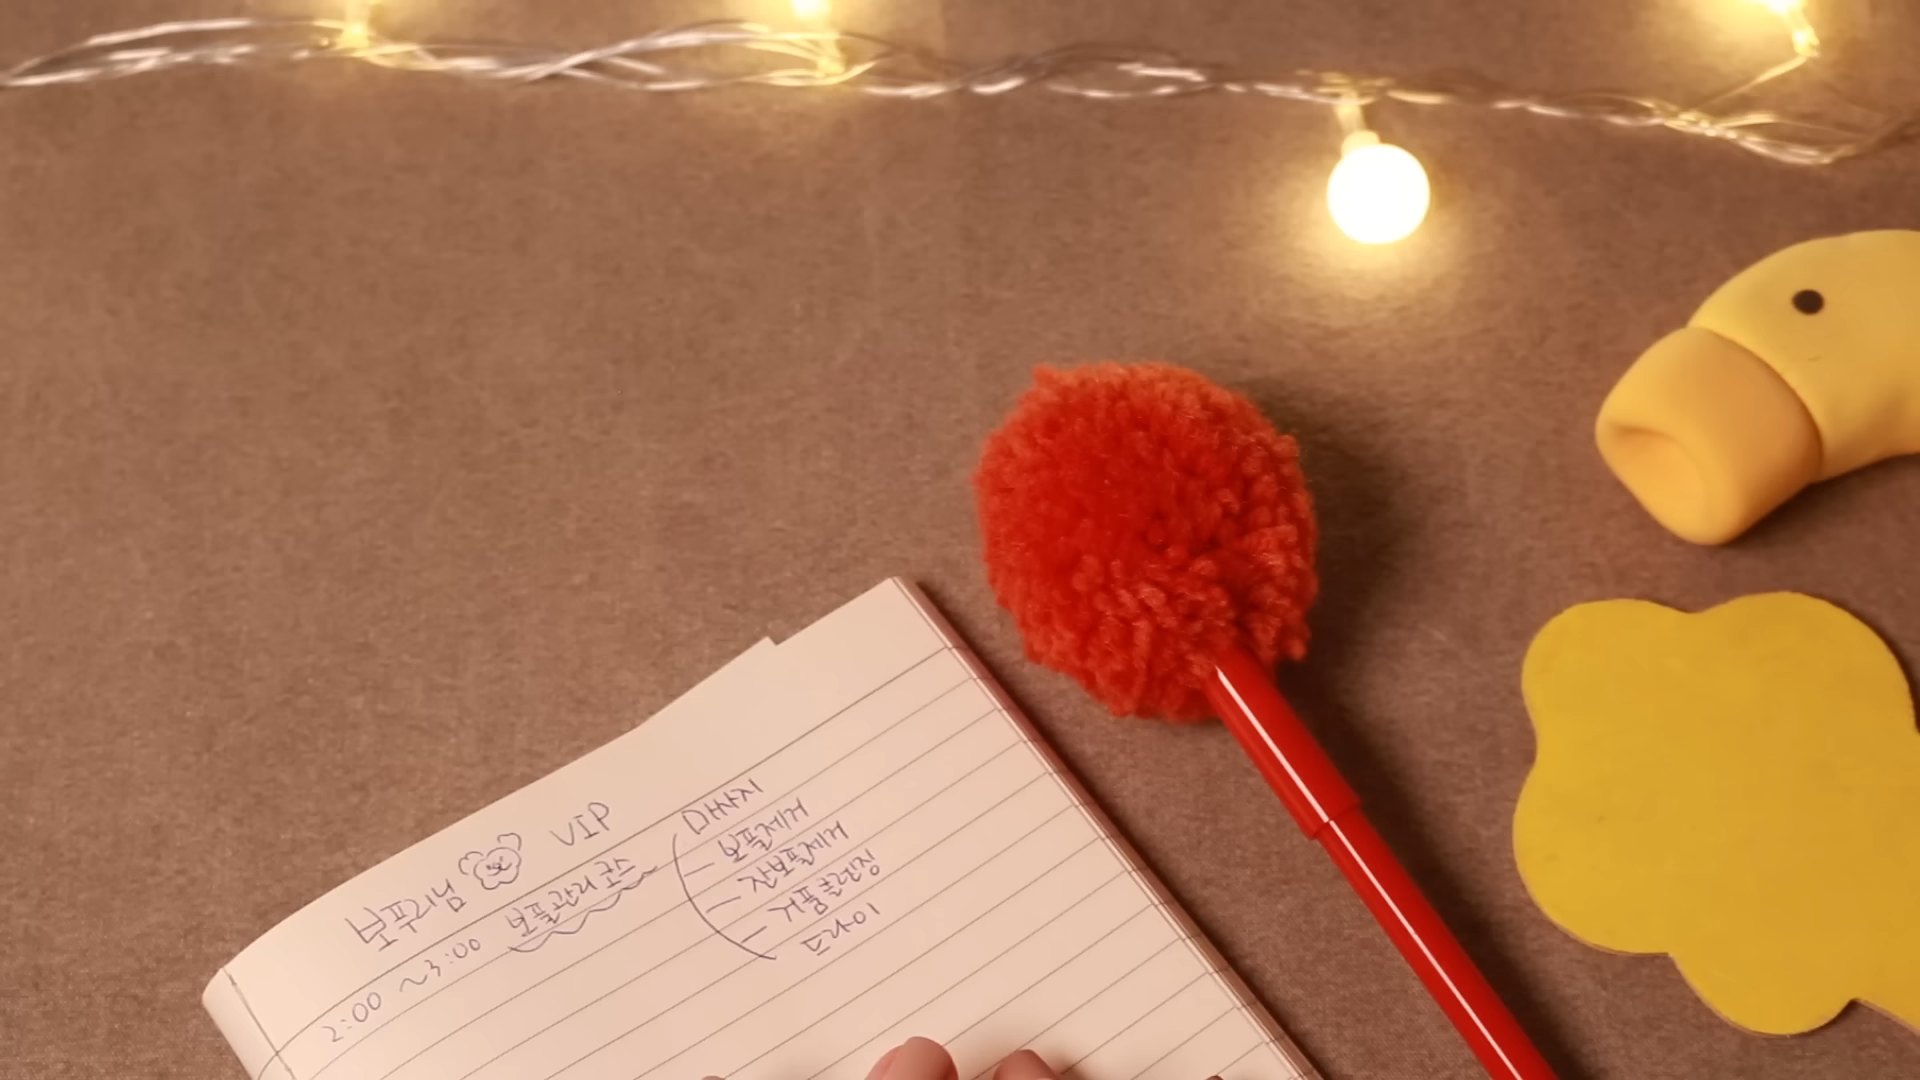 보푸리님 VIP
2:00 ~3:00 보풀관리 코스
마사지
보풀제거
잔보풀제거
거품클렌징
드라이